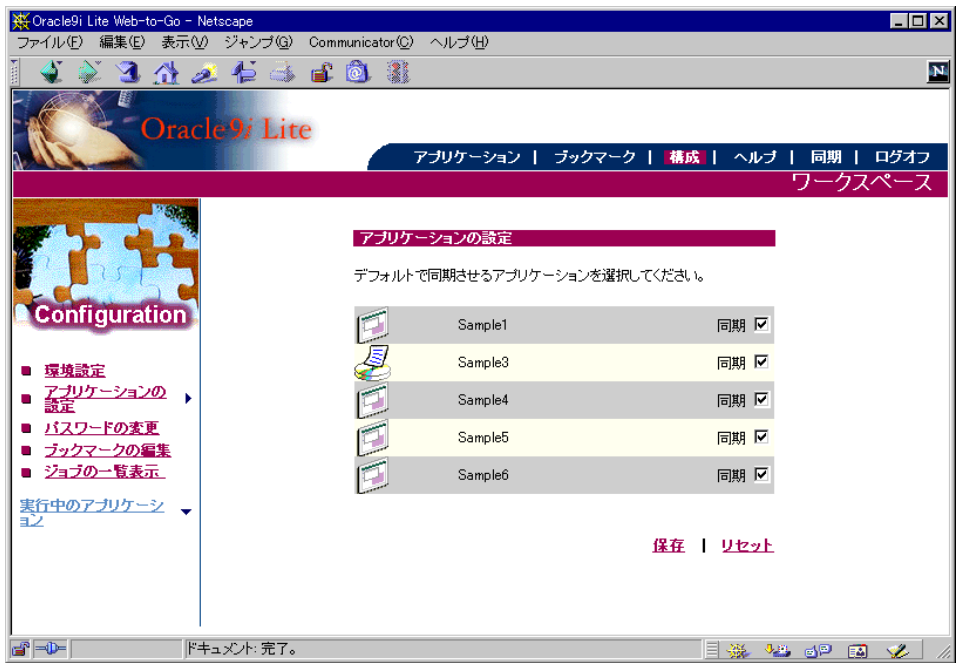 Oracle9i Lite Web-to-Go - Netscape
ファイル(F) 編集(E) 表示(V) ジャンプ(G) Communicator(C) ヘルプ(H)
N
Oracle9i Lite
アプリケーション | ブックマーク | 構成 | ヘルプ | 同期 | ログオフ
ワークスペース
Configuration
環境設定
アプリケーションの
設定
パスワードの変更
ブックマークの編集
ジョブの一覧表示
実行中のアプリケーシ
ョン
アプリケーションの設定
デフォルトで同期させるアプリケーションを選択してください。
Sample1 同期
Sample3 同期
Sample4 同期
Sample5 同期
Sample6 同期
保存 | リセット
ドキュメント: 完了。